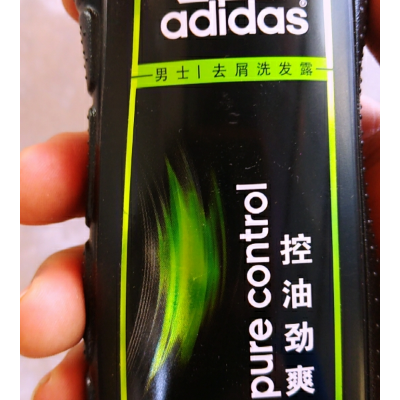 adidas
男士 | 去屑洗发露
pure control
控油劲爽